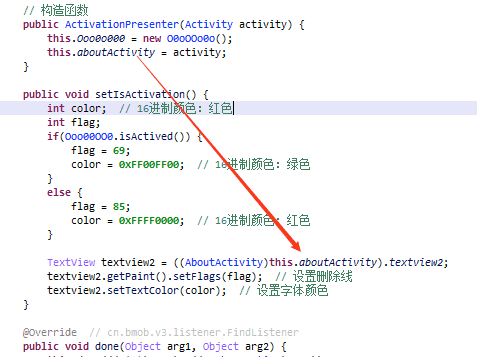 // 构造函数
public ActivationPresenter(Activity activity) {
this.Ooo0o000 = new O0oOOo0o();
this.aboutActivity = activity;
}
public void setIsActivation() {
int color;  // 16进制颜色：红色
int flag;
if(Ooo00OO0.isActived()) {
flag = 69;
color = 0xFF00FF00;  // 16进制颜色：绿色
}
else {
flag = 85;
color = 0xFFFF0000;  // 16进制颜色：红色
}
TextView textview2 = ((AboutActivity)this.aboutActivity).textview2;
textview2.getPaint().setFlags(flag);  // 设置删除线
textview2.setTextColor(color);  // 设置字体颜色
}
@Override  // cn.bmob.v3.listener.FindListener
public void done(Object arg1, Object arg2) {